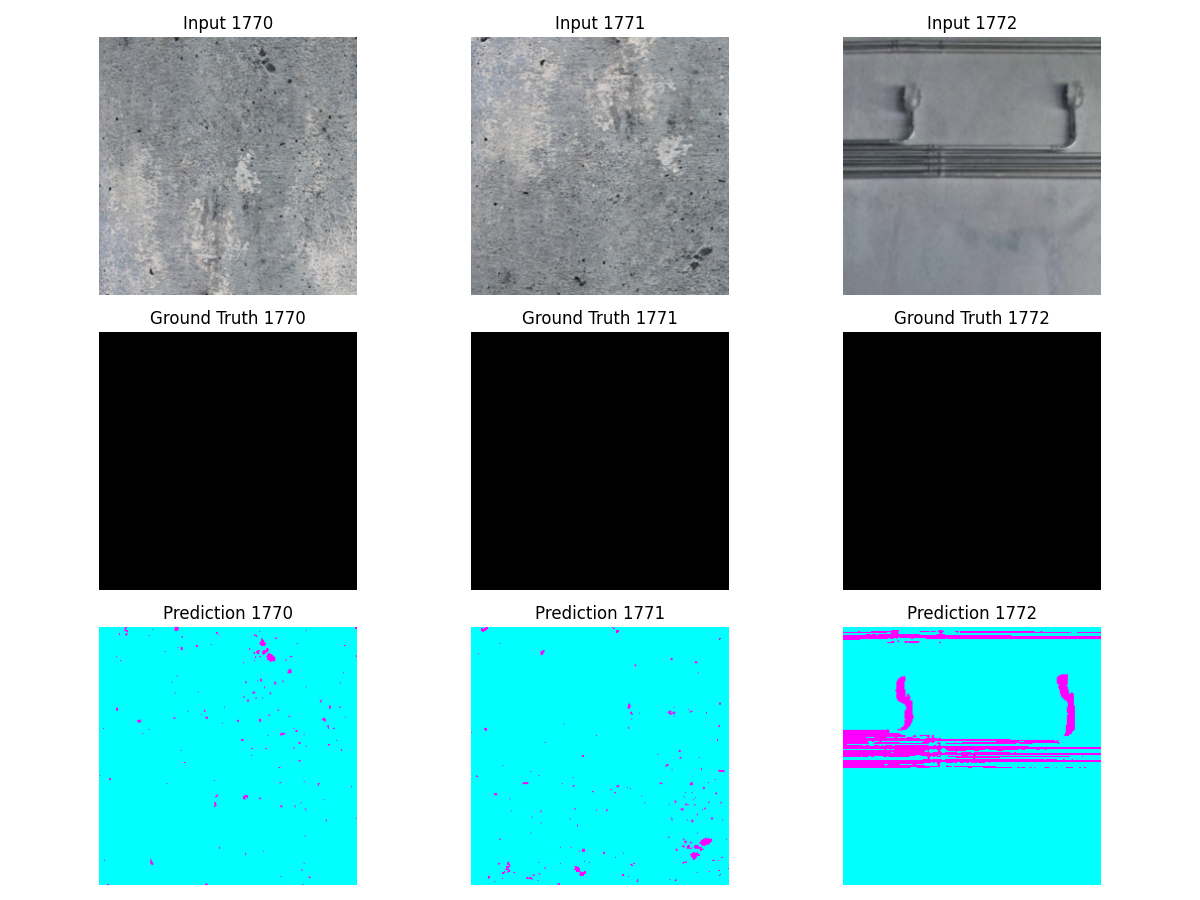 Input 1770
Input 1771
Input 1772
Ground Truth 1770
Ground Truth 1771
Ground Truth 1772
Prediction 1770
Prediction 1771
Prediction 1772